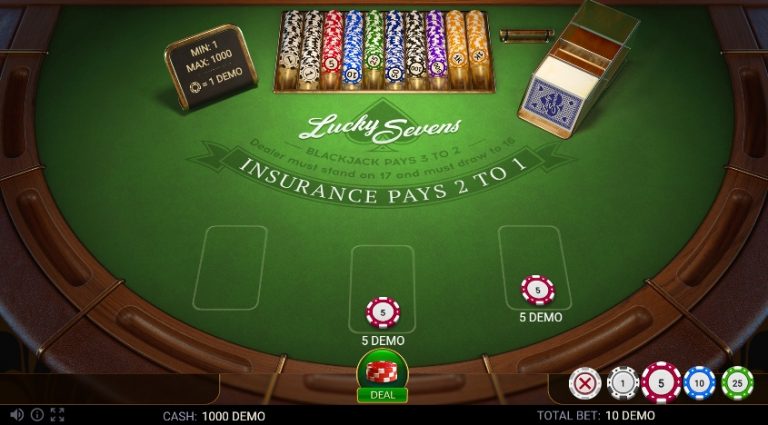 MIN: 1
MAX: 1000
= 1 DEMO
Lucky Sevens
BLACKJACK PAYS 3 TO 2
Dealer must stand on 17 and must draw to 16
INSURANCE PAYS 2 TO 1
5
5 DEMO
5
5 DEMO
DEAL
1
5
10
25
CASH: 1000 DEMO
TOTAL BET: 10 DEMO